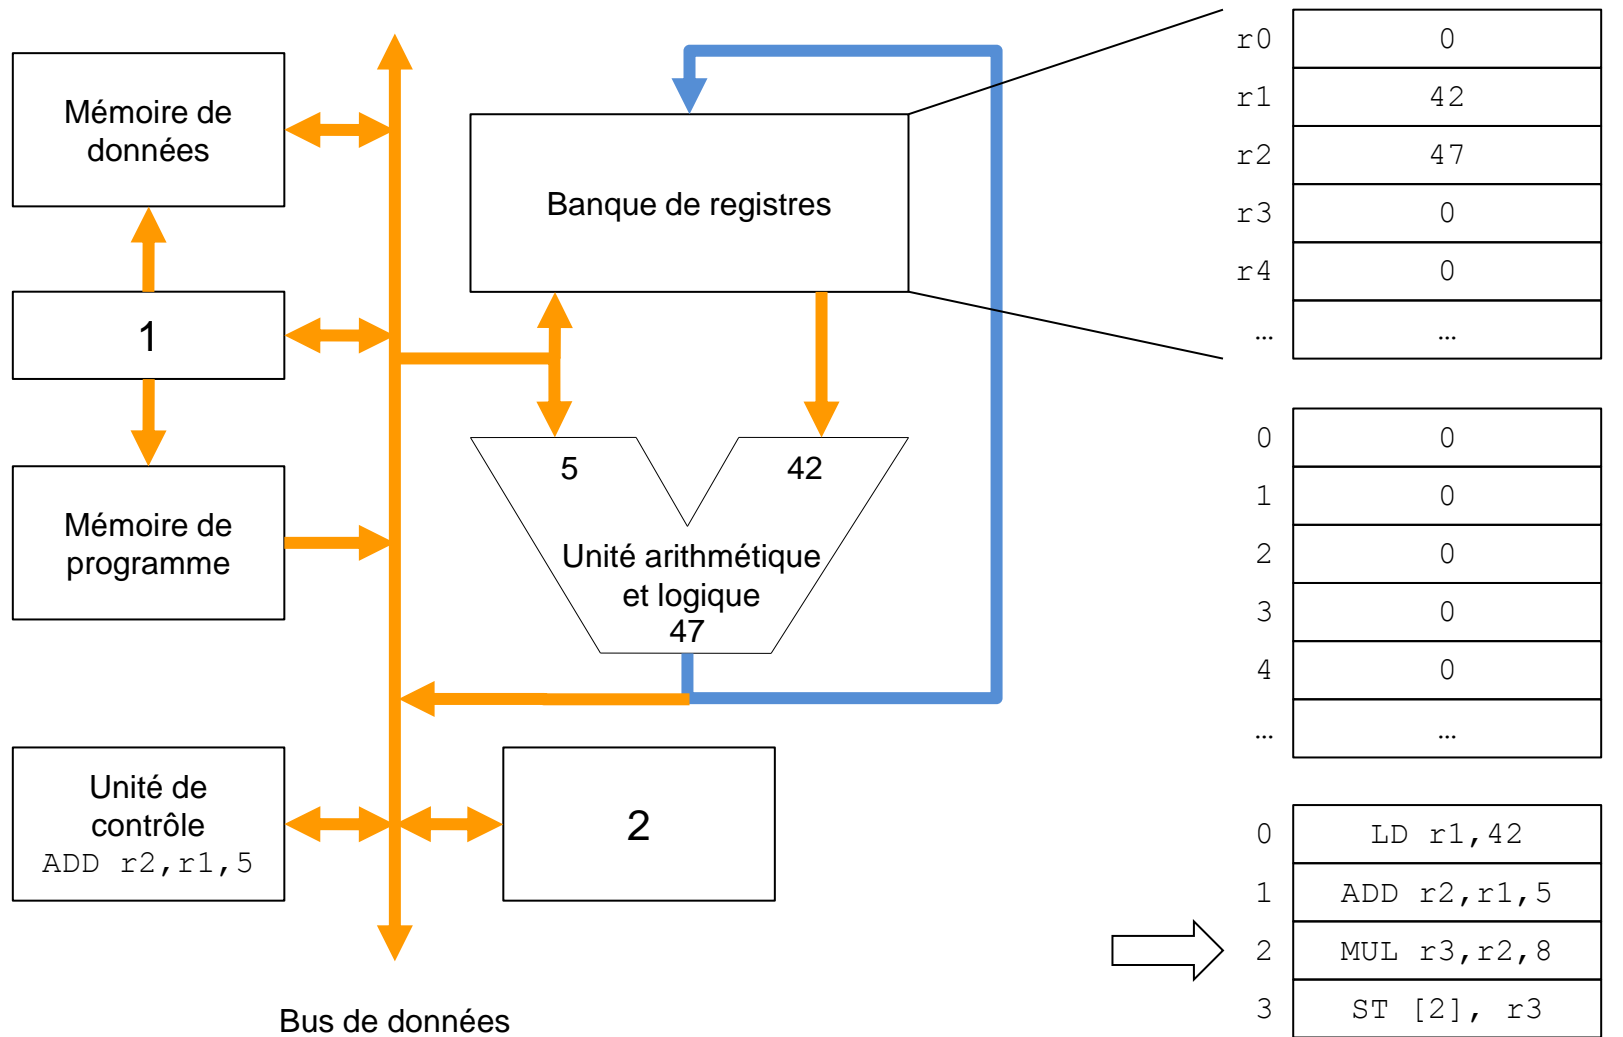 Mémoire de
données
1
Mémoire de
programme
Unité de
contrôle
ADD r2,r1,5
Banque de registres
5
42
Unité arithmétique
et logique
47
2
Bus de données
r0 0
r1 42
r2 47
r3 0
r4 0
… …
0 0
1 0
2 0
3 0
4 0
… …
0 LD r1,42
1 ADD r2,r1,5
2 MUL r3,r2,8
3 ST [2], r3